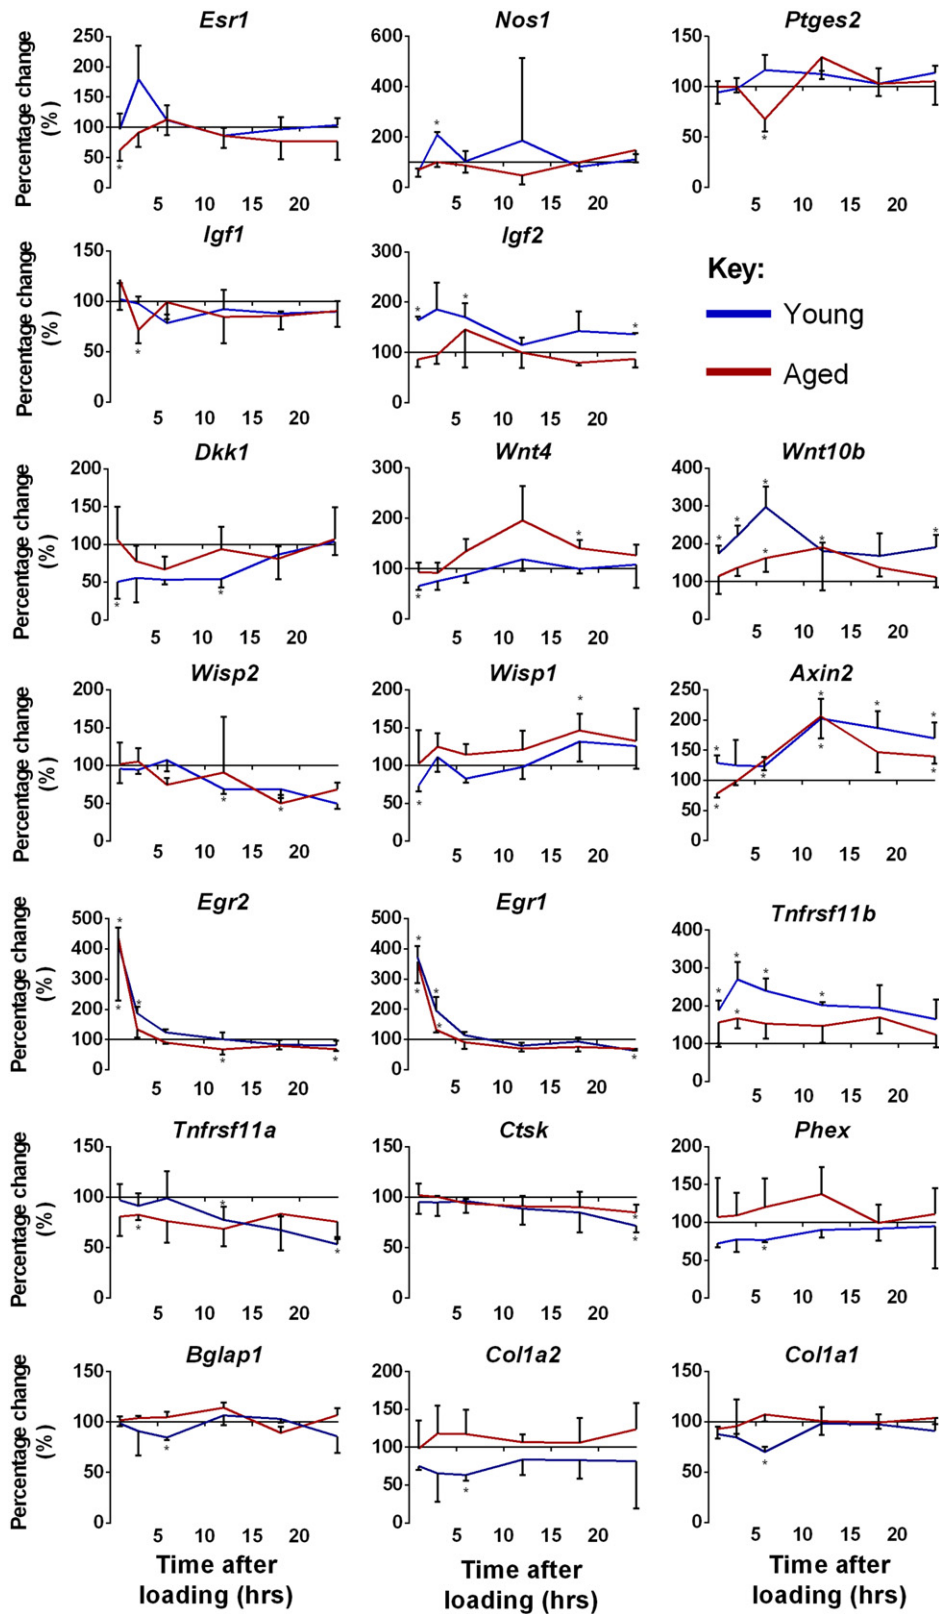 Esr1 Nos1 Ptges2
Percentage change
(%)
250
200
150
100
50
0
5 10 15 20
600
400
200
0
5 10 15 20
150
100
50
0
5 10 15 20
Igf1 Igf2
Percentage change
(%)
150
100
50
0
5 10 15 20
300
200
100
0
5 10 15 20
Key:
Young
Aged
Dkk1 Wnt4 Wnt10b
Percentage change
(%)
200
150
100
50
0
5 10 15 20
300
200
100
0
5 10 15 20
400
300
200
100
0
5 10 15 20
Wisp2 Wisp1 Axin2
Percentage change
(%)
200
150
100
50
0
5 10 15 20
200
150
100
50
0
5 10 15 20
250
200
150
100
50
0
5 10 15 20
Egr2 Egr1 Tnfrsf11b
Percentage change
(%)
500
400
300
200
100
0
5 10 15 20
500
400
300
200
100
0
5 10 15 20
400
300
200
100
0
5 10 15 20
Tnfrsf11a Ctsk Phex
Percentage change
(%)
150
100
50
0
5 10 15 20
150
100
50
0
5 10 15 20
200
150
100
50
0
5 10 15 20
Bglap1 Col1a2 Col1a1
Percentage change
(%)
150
100
50
0
5 10 15 20
200
150
100
50
0
5 10 15 20
150
100
50
0
5 10 15 20
Time after
loading (hrs)
Time after
loading (hrs)
Time after
loading (hrs)